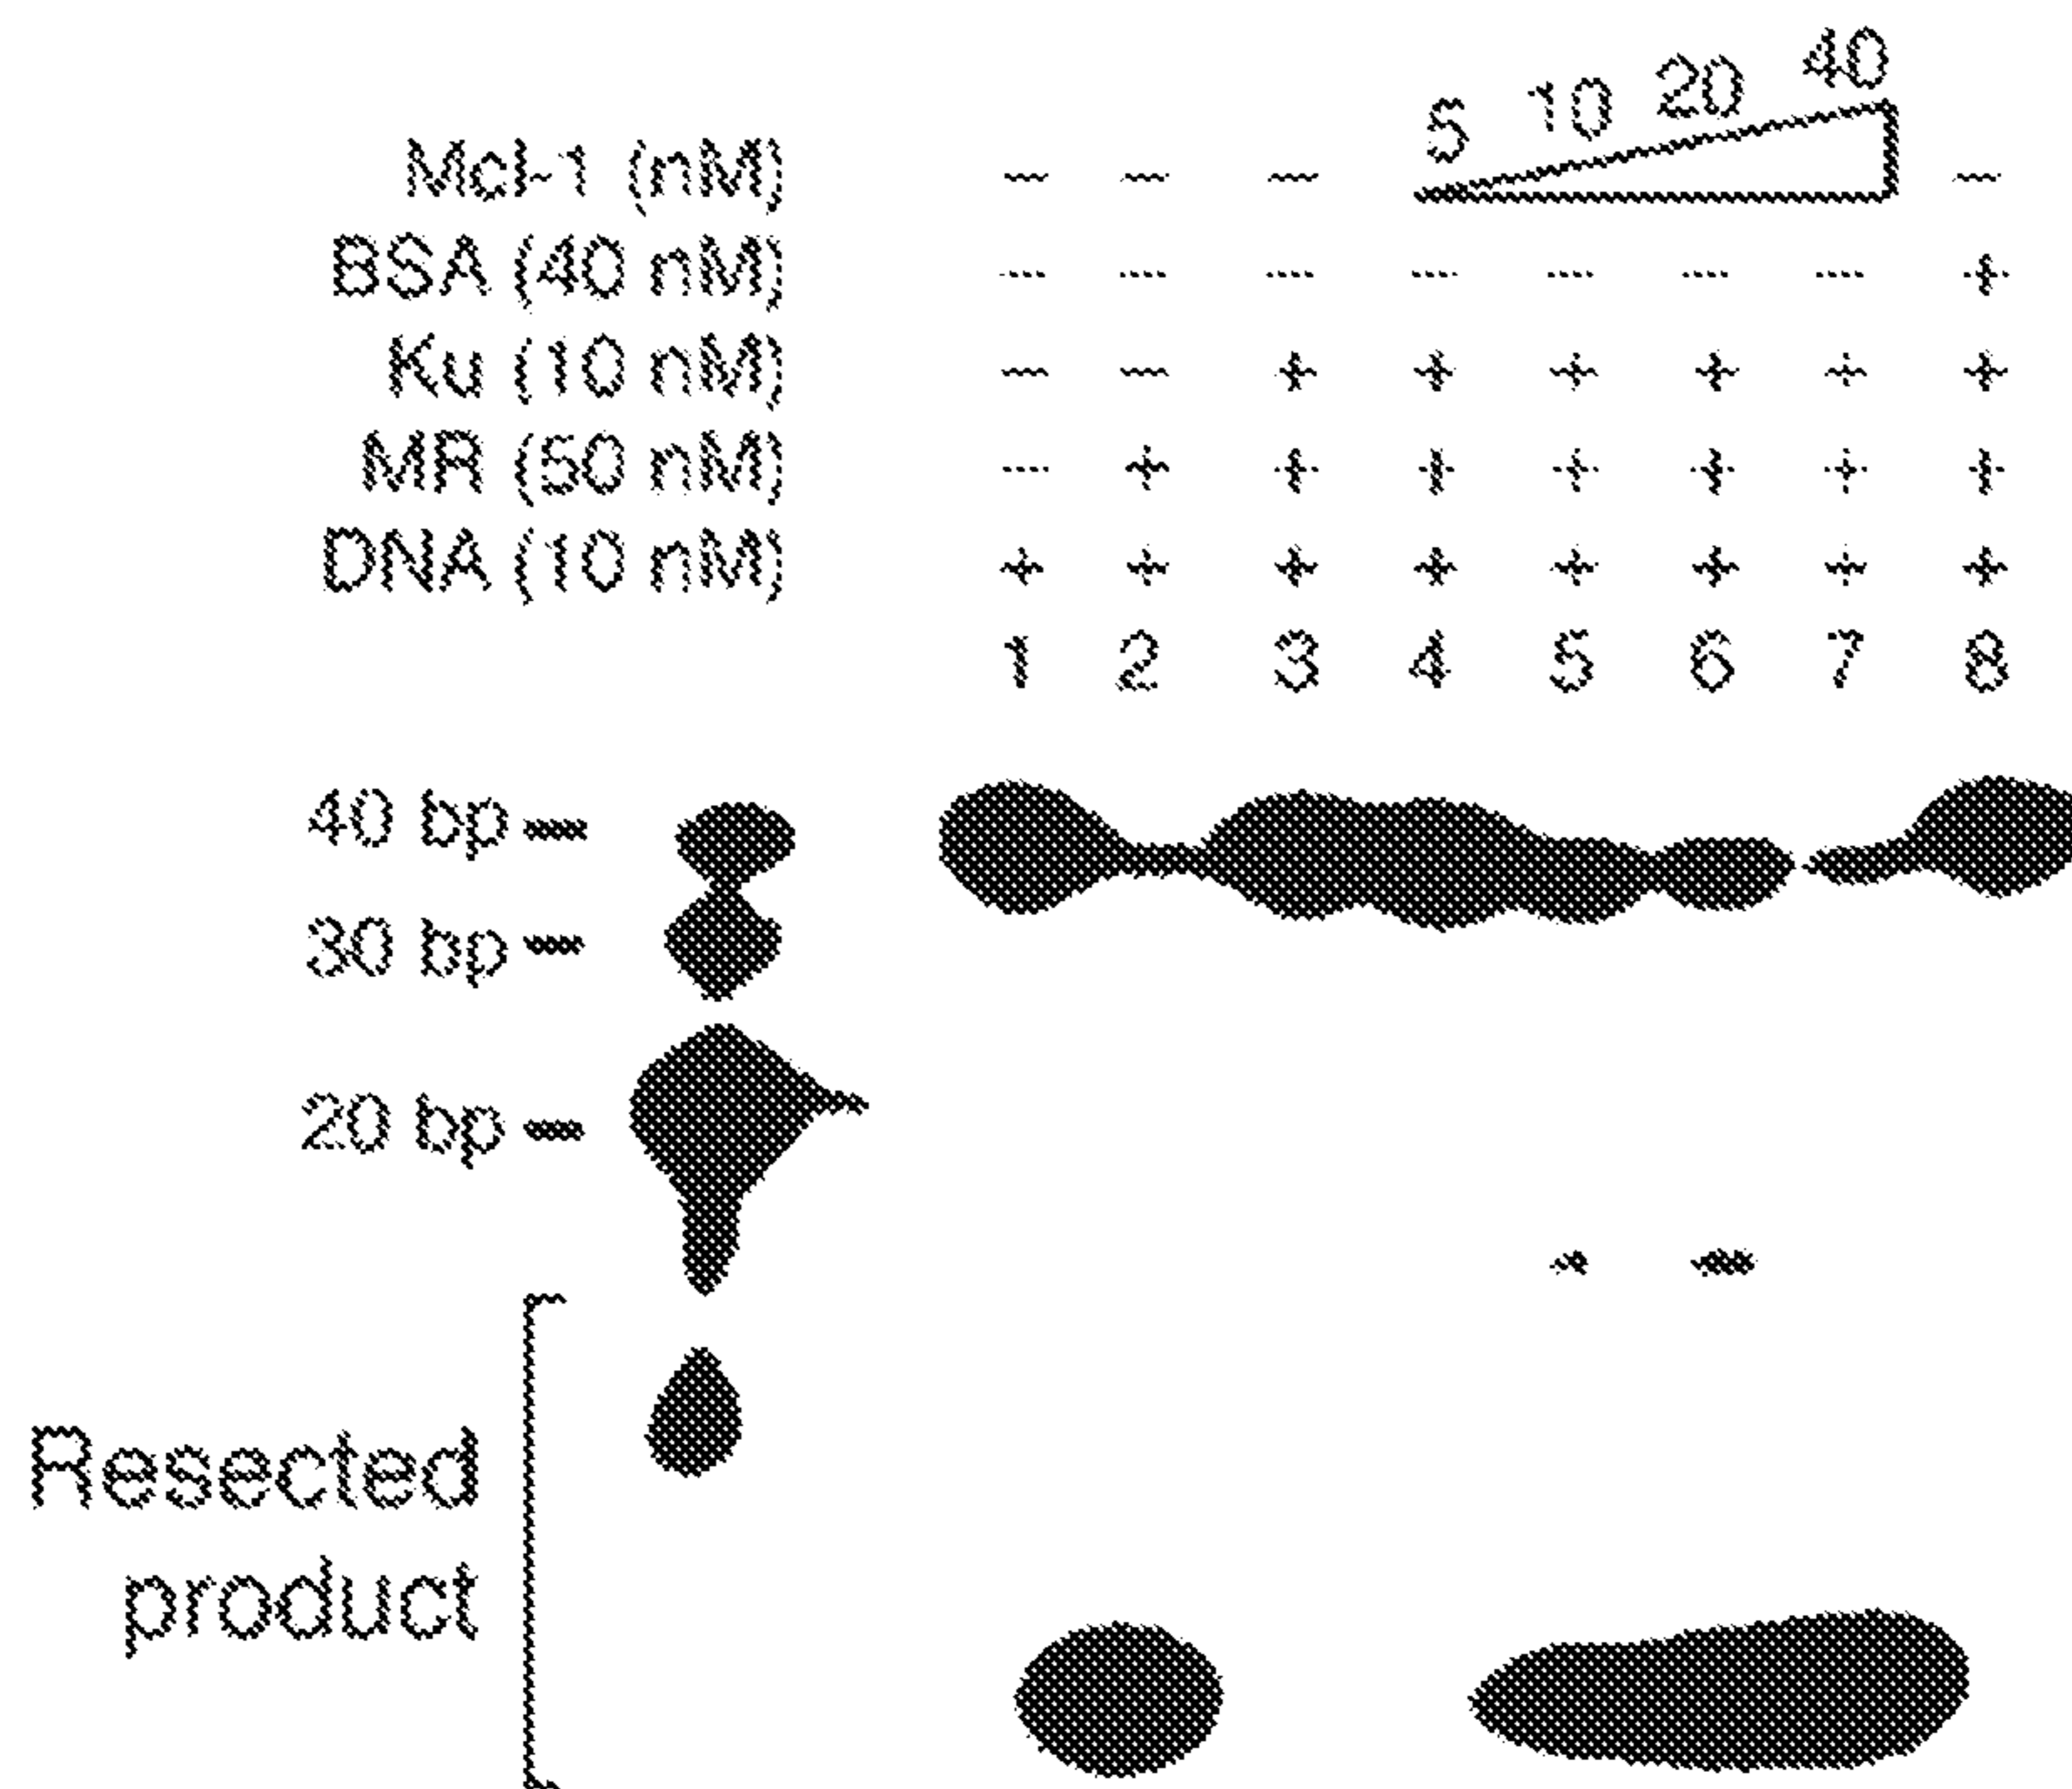 5 10 20 40
Mcl-1 (nM) – – – –
BSA (40 nM) – – – – – – – +
Ku (10 nM) – – + + + + + +
MR (50 nM) – + + + + + + +
DNA (10 nM) + + + + + + + +
1 2 3 4 5 6 7 8
40 bp
30 bp
20 bp
Resected
product